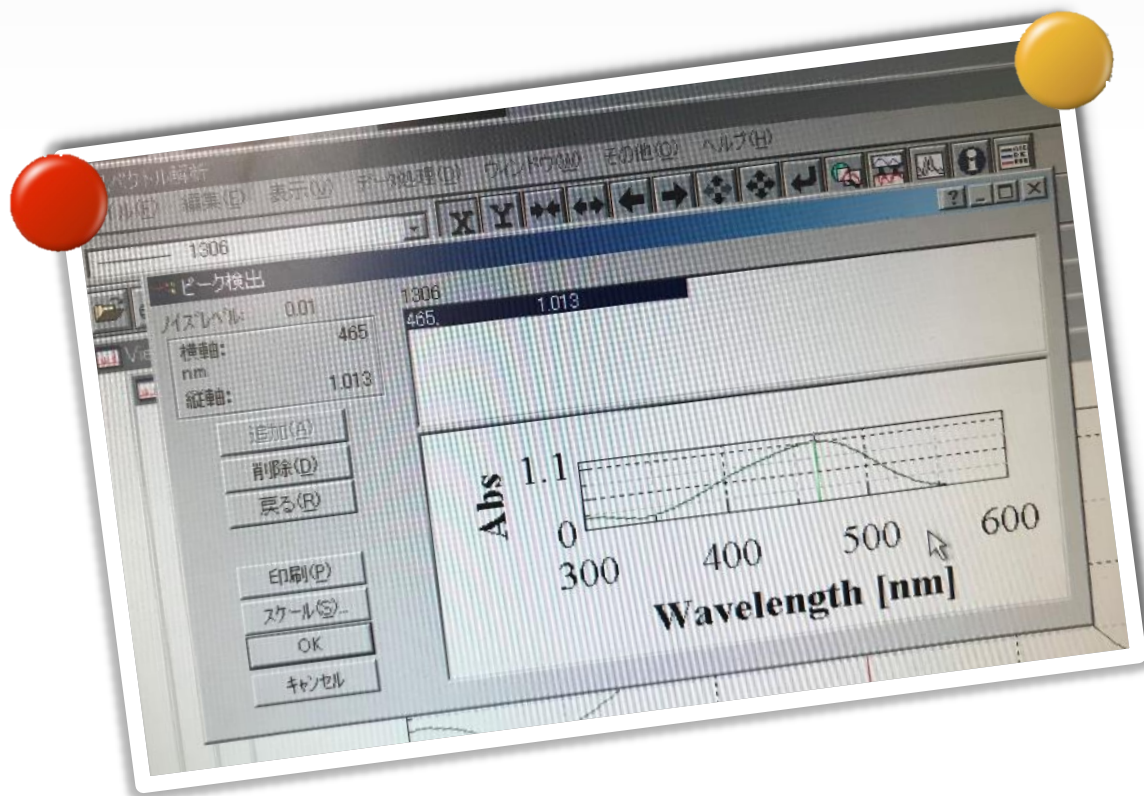 ペクトル解析
編集(E) 表示(V) データ処理(D) ウィンドウ(W) その他(O) ヘルプ(H)
1306
X Y
ピーク検出
ノイズレベル: 0.01
横軸: 465
nm
縦軸: 1.013
1306
465. 1.013
追加(A)
削除(D)
戻る(R)
印刷(P)
スケール(S)...
OK
キャンセル
Abs
1.1
0
300 400 500 600
Wavelength [nm]